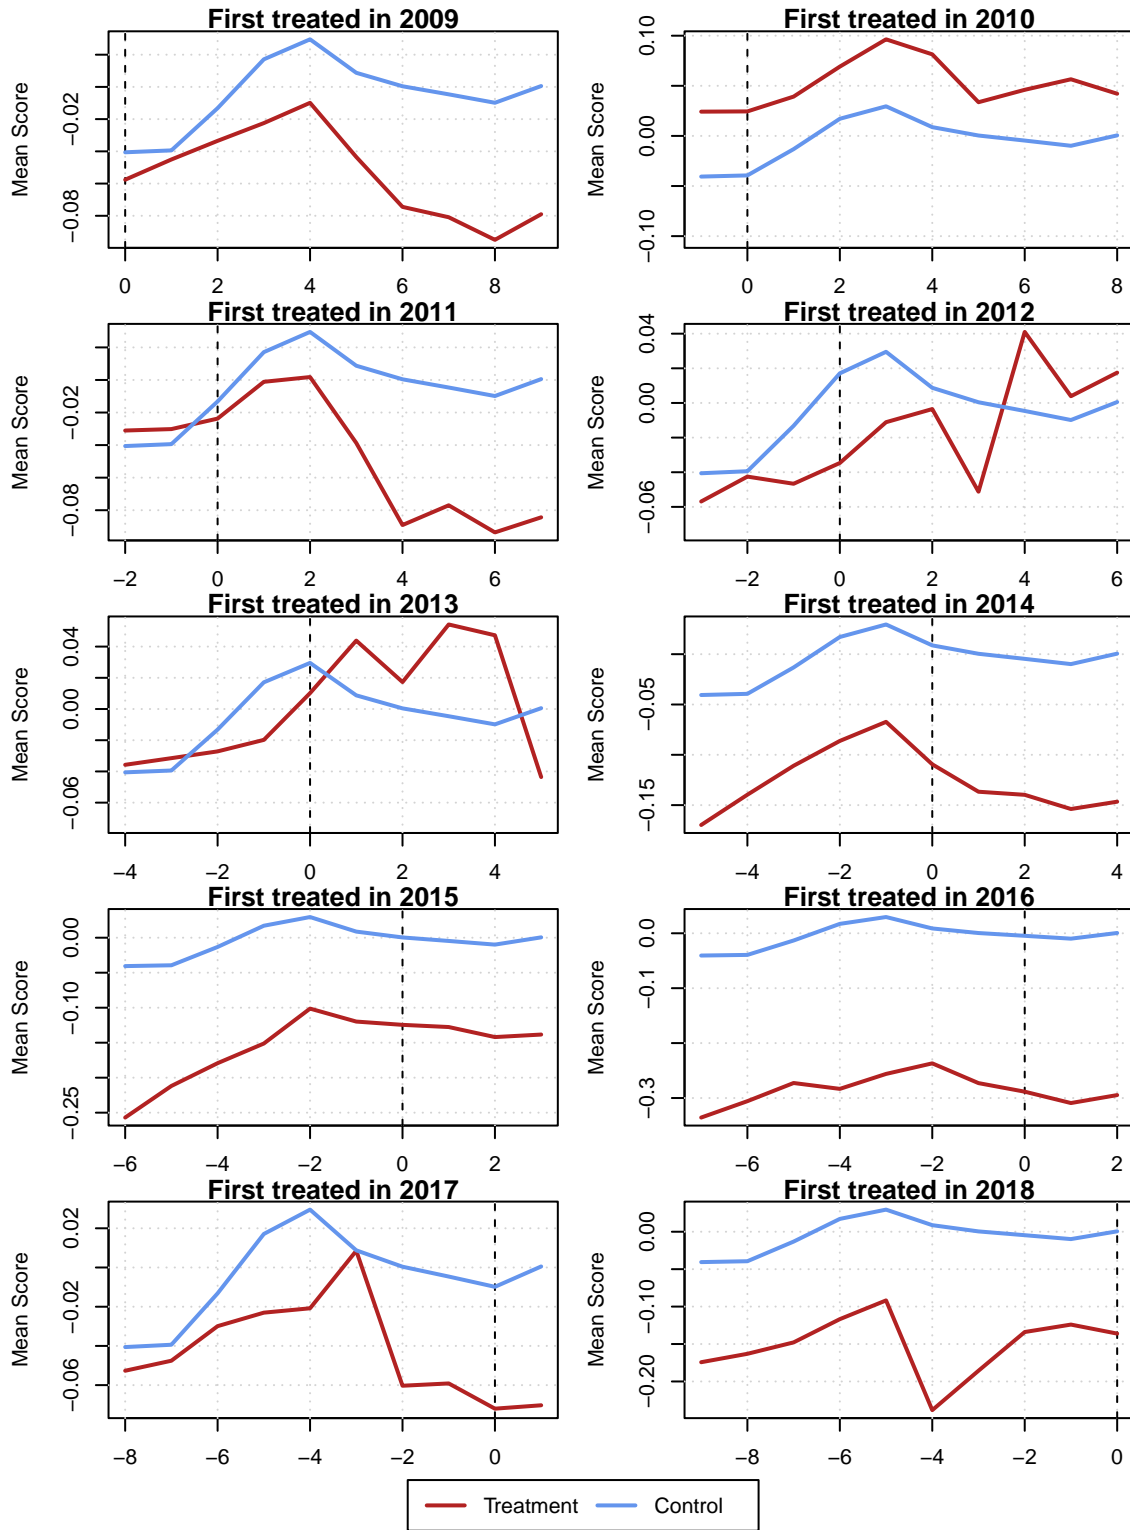 First treated in 2009
Mean Score
−0.02
−0.08
0 2 4 6 8
First treated in 2010
Mean Score
0.10
0.00
−0.10
0 2 4 6 8
First treated in 2011
Mean Score
−0.02
−0.08
−2 0 2 4 6
First treated in 2012
Mean Score
0.04
0.00
−0.06
−2 0 2 4 6
First treated in 2013
Mean Score
0.04
0.00
−0.06
−4 −2 0 2 4
First treated in 2014
Mean Score
−0.05
−0.15
−4 −2 0 2 4
First treated in 2015
Mean Score
0.00
−0.10
−0.25
−6 −4 −2 0 2
First treated in 2016
Mean Score
0.0
−0.1
−0.3
−6 −4 −2 0 2
First treated in 2017
Mean Score
0.02
−0.02
−0.06
−8 −6 −4 −2 0
First treated in 2018
Mean Score
0.00
−0.10
−0.20
−8 −6 −4 −2 0
Treatment Control